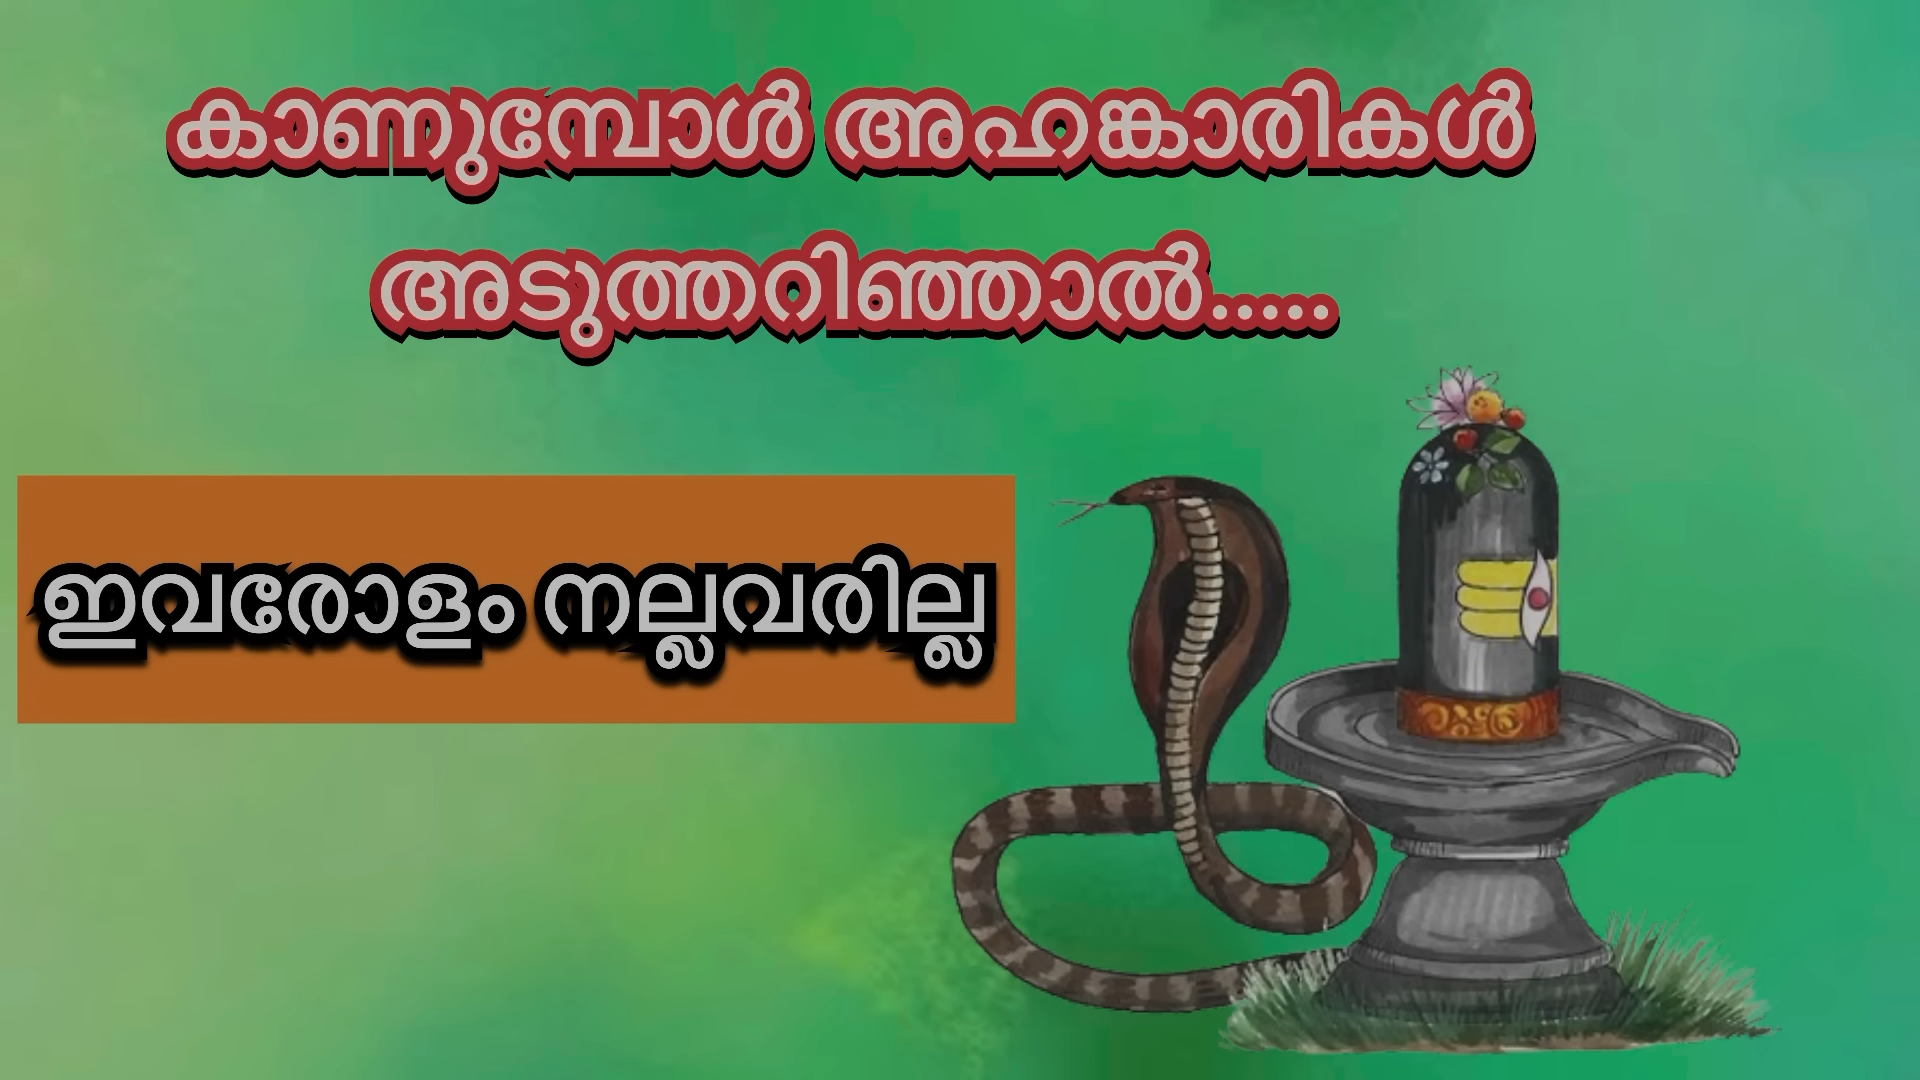 കാണുമ്പോൾ അഹങ്കാരികൾ
അടുത്തറിഞ്ഞാൽ.....
ഇവരോളം നല്ലവരില്ല